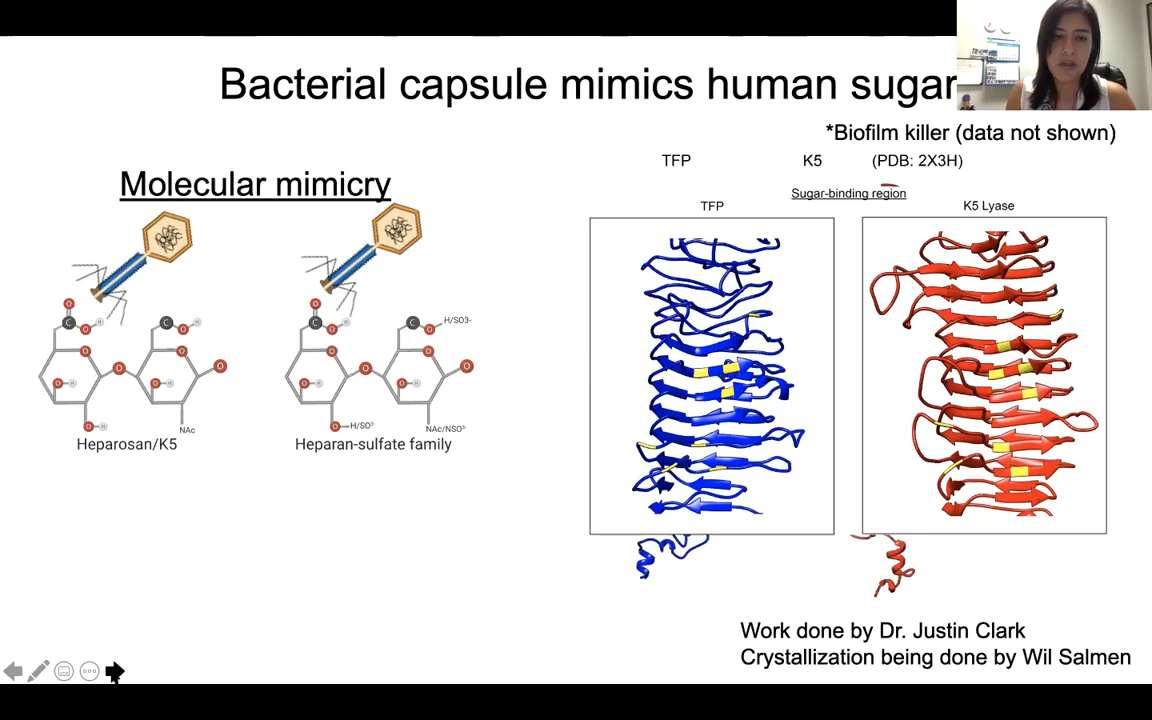 Bacterial capsule mimics human sugar
*Biofilm killer (data not shown)
TFP K5 (PDB: 2X3H)
Molecular mimicry
Sugar-binding region
TFP
K5 Lyase
O
C
O
H
C
O
H
O
O
O
O
O
H
O
H
O
H
NAc
Heparosan/K5
O
C
O
H
C
O
H/SO3-
O
O
O
O
O
H
O
H
O
H/SO³
NAc/NSO³
Heparan-sulfate family
Work done by Dr. Justin Clark
Crystallization being done by Wil Salmen